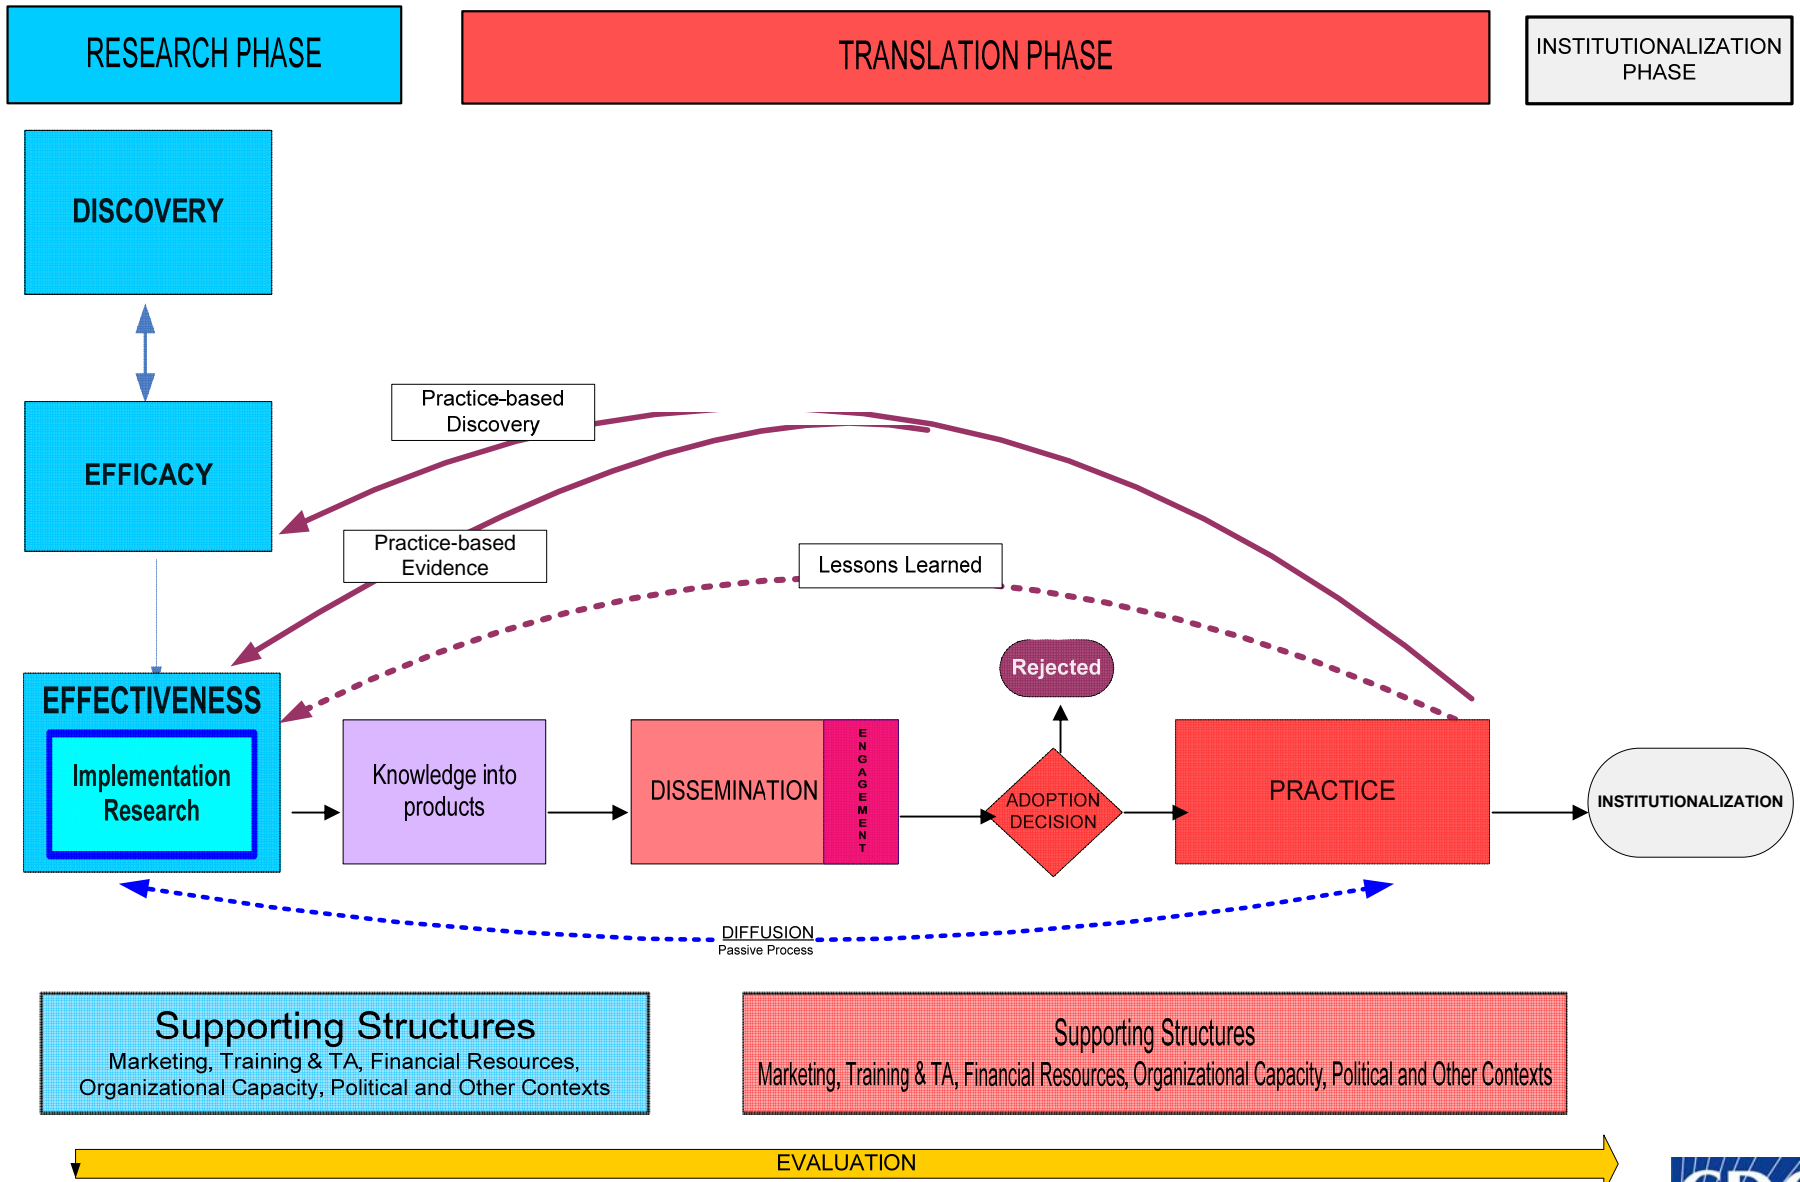 RESEARCH PHASE
TRANSLATION PHASE
INSTITUTIONALIZATION
PHASE
DISCOVERY
EFFICACY
Practice-based
Discovery
Practice-based
Evidence
Lessons Learned
Rejected
EFFECTIVENESS
Implementation
Research
Knowledge into
products
DISSEMINATION
ENGAGEMENT
ADOPTION
DECISION
PRACTICE
INSTITUTIONALIZATION
DIFFUSION
Passive Process
Supporting Structures
Marketing, Training & TA, Financial Resources,
Organizational Capacity, Political and Other Contexts
Supporting Structures
Marketing, Training & TA, Financial Resources, Organizational Capacity, Political and Other Contexts
EVALUATION